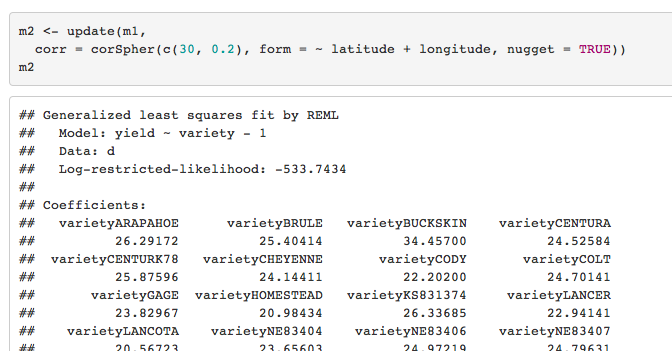 m2 <- update(m1,
  corr = corSpher(c(30, 0.2), form = ~ latitude + longitude, nugget = TRUE))
m2
## Generalized least squares fit by REML
##   Model: yield ~ variety - 1
##   Data: d
##   Log-restricted-likelihood: -533.7434
##
## Coefficients:
##   varietyARAPAHOE      varietyBRULE   varietyBUCKSKIN    varietyCENTURA
##          26.29172          25.40414          34.45700          24.52584
##  varietyCENTURK78   varietyCHEYENNE       varietyCODY       varietyCOLT
##          25.87596          24.14411          22.20200          24.70141
##       varietyGAGE  varietyHOMESTEAD   varietyKS831374     varietyLANCER
##          23.82967          20.98434          26.33685          22.94141
##    varietyLANCOTA    varietyNE83404    varietyNE83406    varietyNE83407
##          20.56723          23.65603          24.97219          24.79631